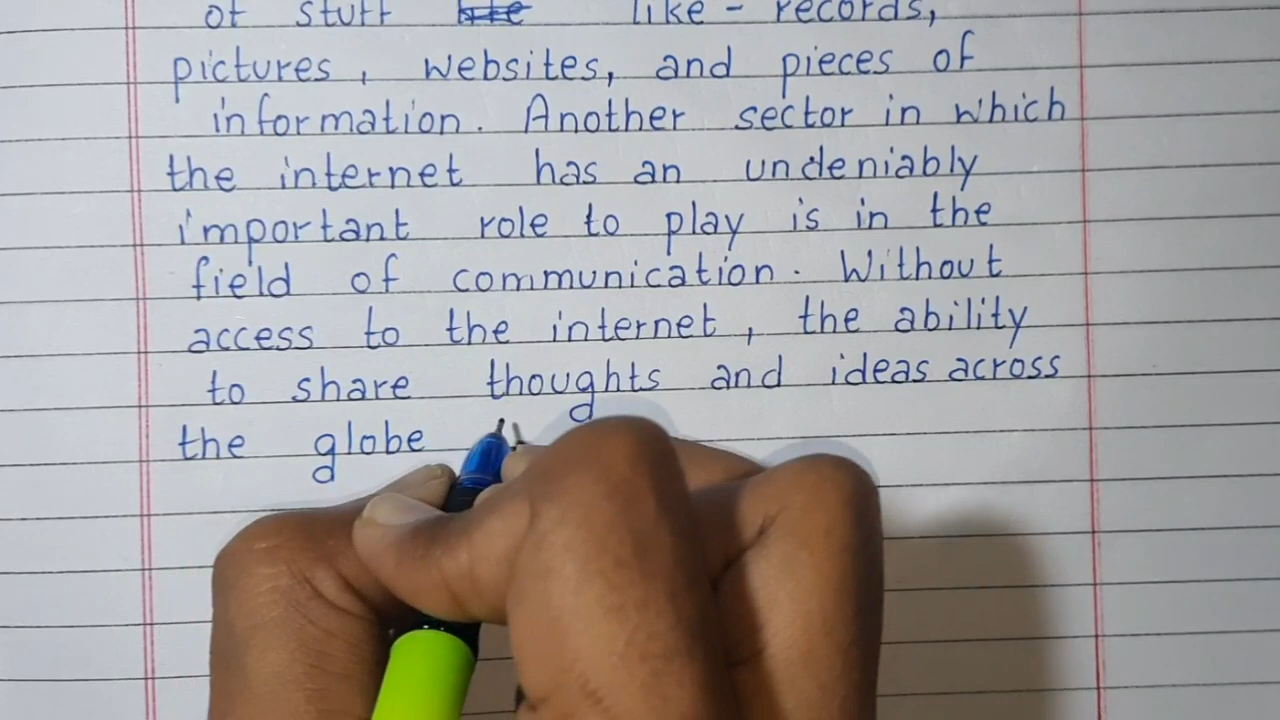 of stuff like - records,
pictures, websites, and pieces of
information. Another sector in which
the internet has an undeniably
important role to play is in the
field of communication. Without
access to the internet, the ability
to share thoughts and ideas across
the globe